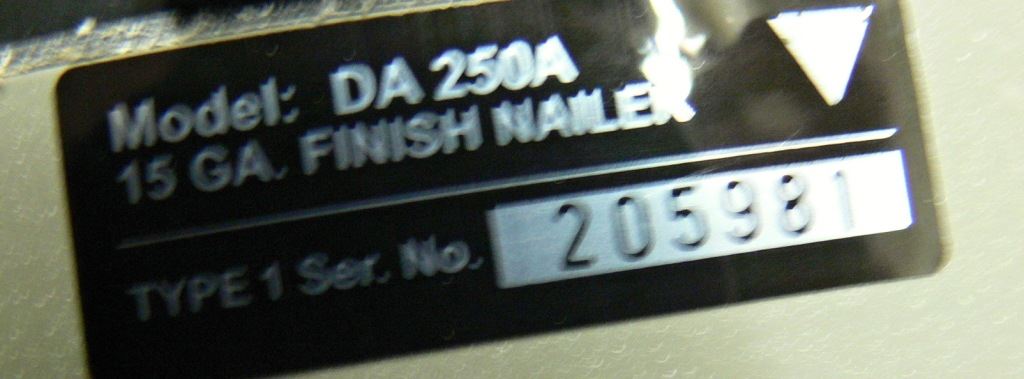 Model: DA 250A
15 GA. FINISH NAILER
TYPE 1 Ser. No. 205981